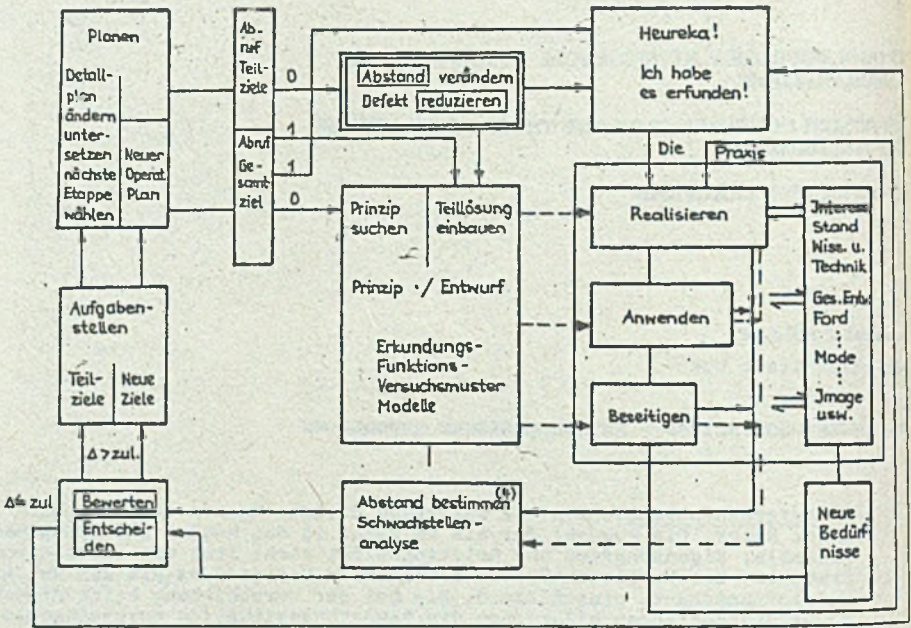 Planen
Detail-
plan
ändern
unter-
setzen
nächste
Etappe
wählen
Neuer
Operat.
Plan
Ab-
ruf
Teil-
ziele
0
1
Abruf
Ge-
samt
ziel
1
0
Abstand verändern
Defekt reduzieren
Heureka!
Ich habe
es erfunden!
Die Praxis
Prinzip
suchen
Teillösung
einbauen
Prinzip ·/ Entwurf
Erkundungs-
Funktions-
Versuchsmuster
Modelle
Realisieren
Anwenden
Beseitigen
Interesse
Stand
Wiss. u.
Technik
Ges. Entw.
Ford
Mode
Jmage
usw.
Aufgaben-
stellen
Teil-
ziele
Neue
Ziele
Δ>zul.
Δ≤ zul
Bewerten
Entschei-
den
Abstand bestimmen (4)
Schwachstellen-
analyse
Neue
Bedürf-
nisse